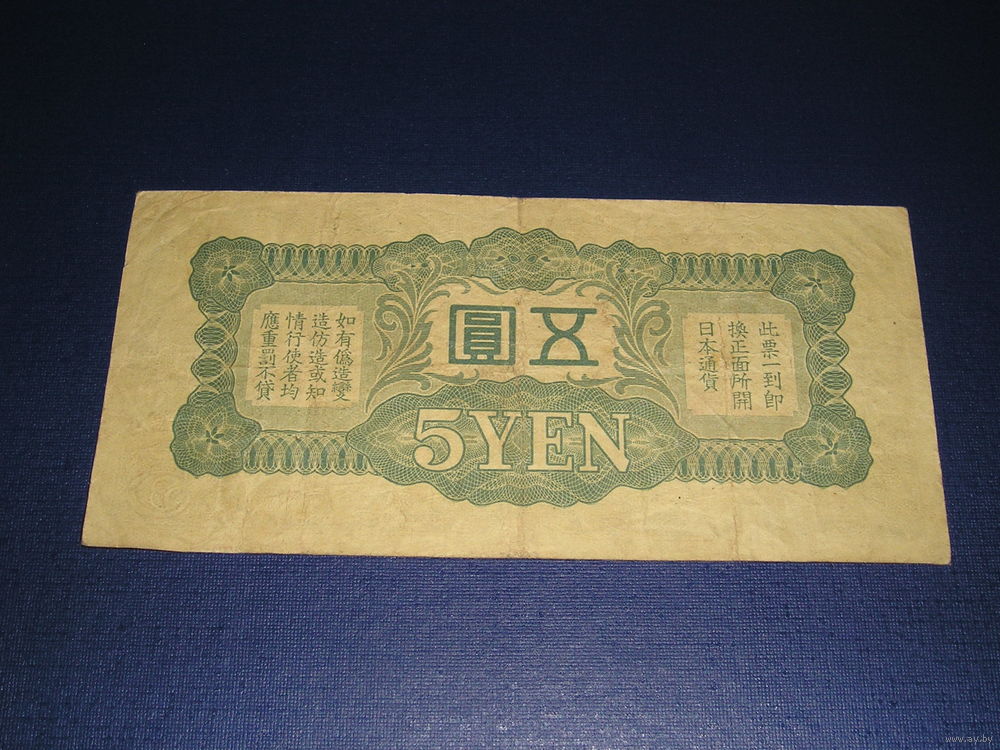 五圓
此票一到卽
換正面所開
日本通貨
如有僞造變
造仿造或知
情行使者均
應重罰不貸
5YEN
www.ay.by